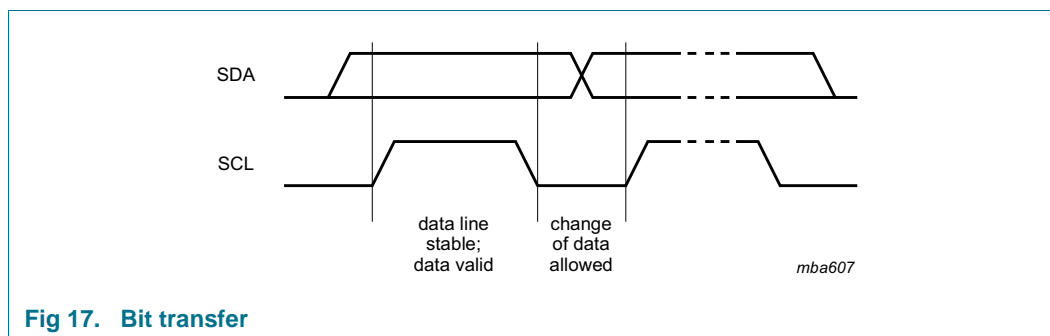 SDA
SCL
data line
stable;
data valid
change
of data
allowed
mba607
Fig 17. Bit transfer